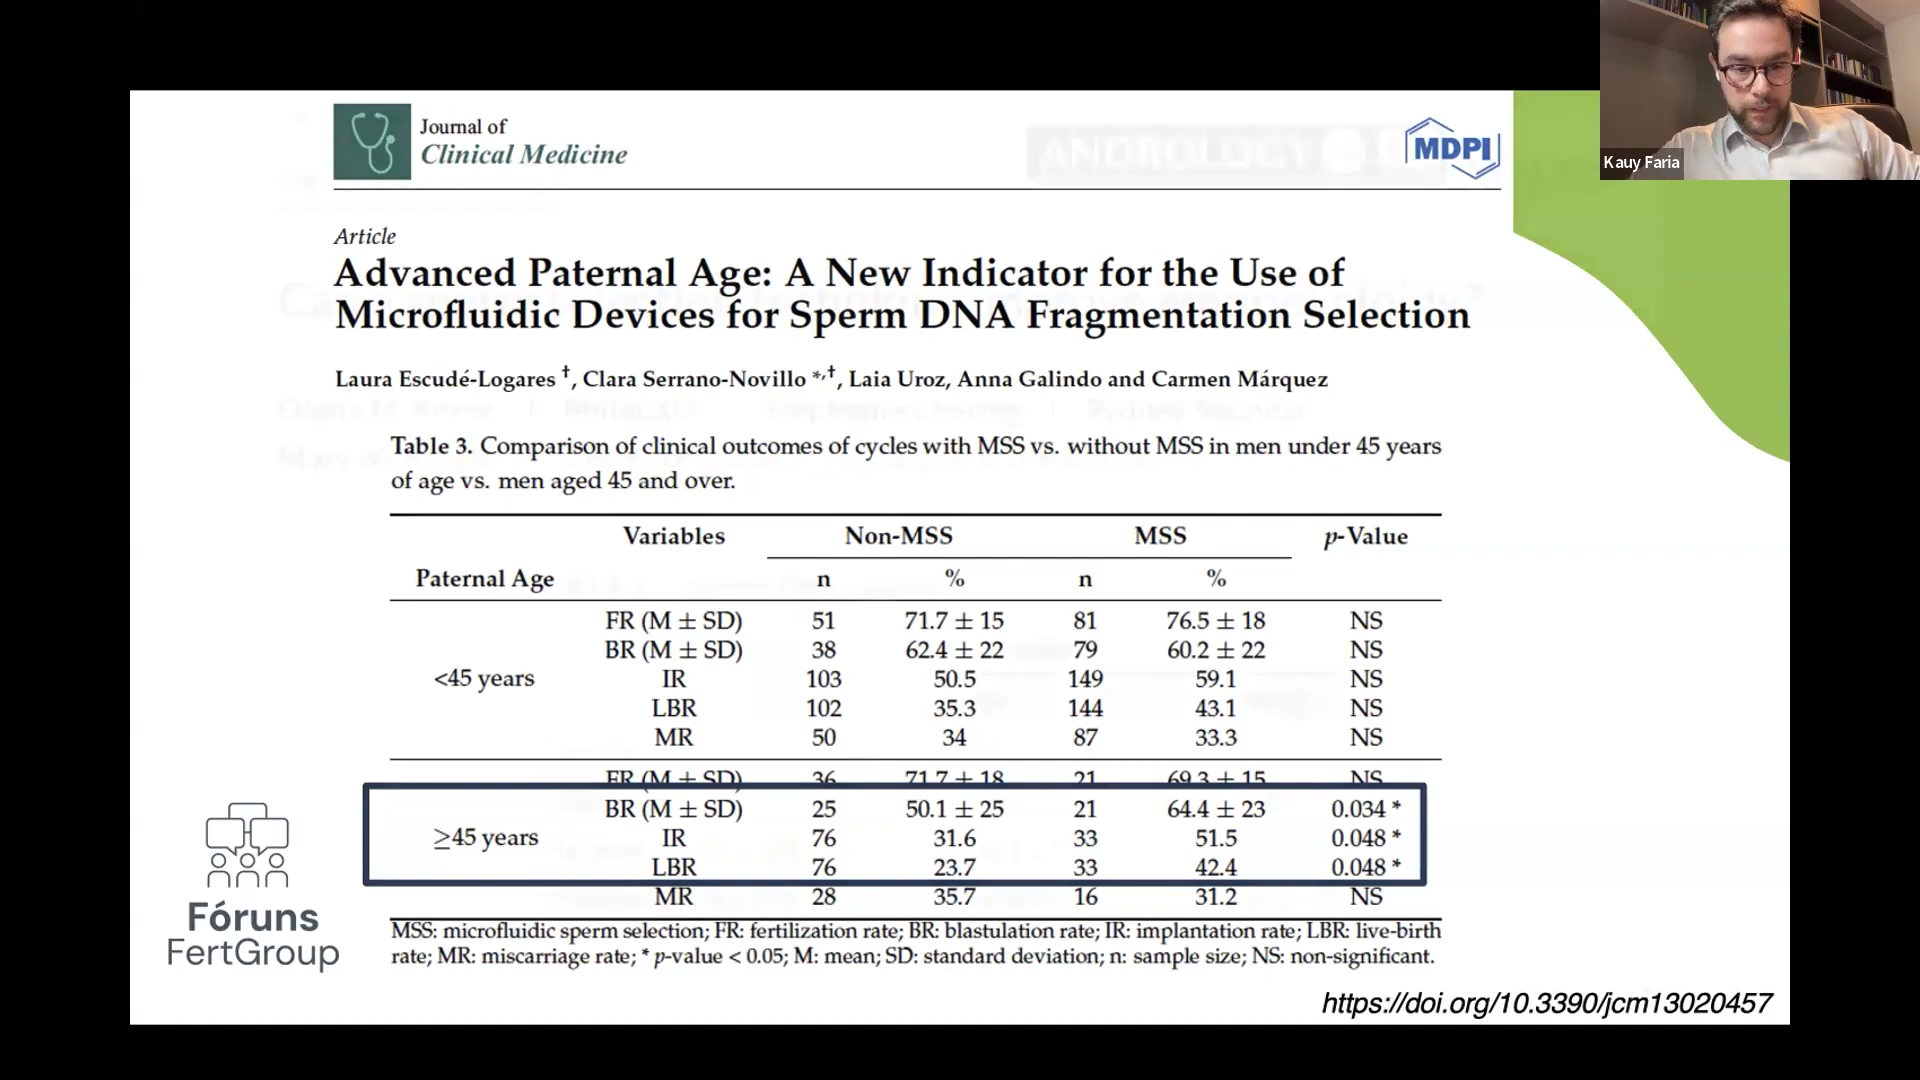 Kauy Faria
Journal of
Clinical Medicine
ANDROLOGY
MDPI
Article
Advanced Paternal Age: A New Indicator for the Use of
Microfluidic Devices for Sperm DNA Fragmentation Selection
Laura Escudé-Logares †, Clara Serrano-Novillo *,†, Laia Uroz, Anna Galindo and Carmen Márquez
Table 3. Comparison of clinical outcomes of cycles with MSS vs. without MSS in men under 45 years
of age vs. men aged 45 and over.
Variables Non-MSS MSS p-Value
Paternal Age n % n %
FR (M ± SD) 51 71.7 ± 15 81 76.5 ± 18 NS
BR (M ± SD) 38 62.4 ± 22 79 60.2 ± 22 NS
<45 years IR 103 50.5 149 59.1 NS
LBR 102 35.3 144 43.1 NS
MR 50 34 87 33.3 NS
FR (M ± SD) 36 71.7 ± 18 21 69.3 ± 15 NS
BR (M ± SD) 25 50.1 ± 25 21 64.4 ± 23 0.034 *
≥45 years IR 76 31.6 33 51.5 0.048 *
LBR 76 23.7 33 42.4 0.048 *
MR 28 35.7 16 31.2 NS
MSS: microfluidic sperm selection; FR: fertilization rate; BR: blastulation rate; IR: implantation rate; LBR: live-birth
rate; MR: miscarriage rate; * p-value < 0.05; M: mean; SD: standard deviation; n: sample size; NS: non-significant.
Fóruns
FertGroup
https://doi.org/10.3390/jcm13020457